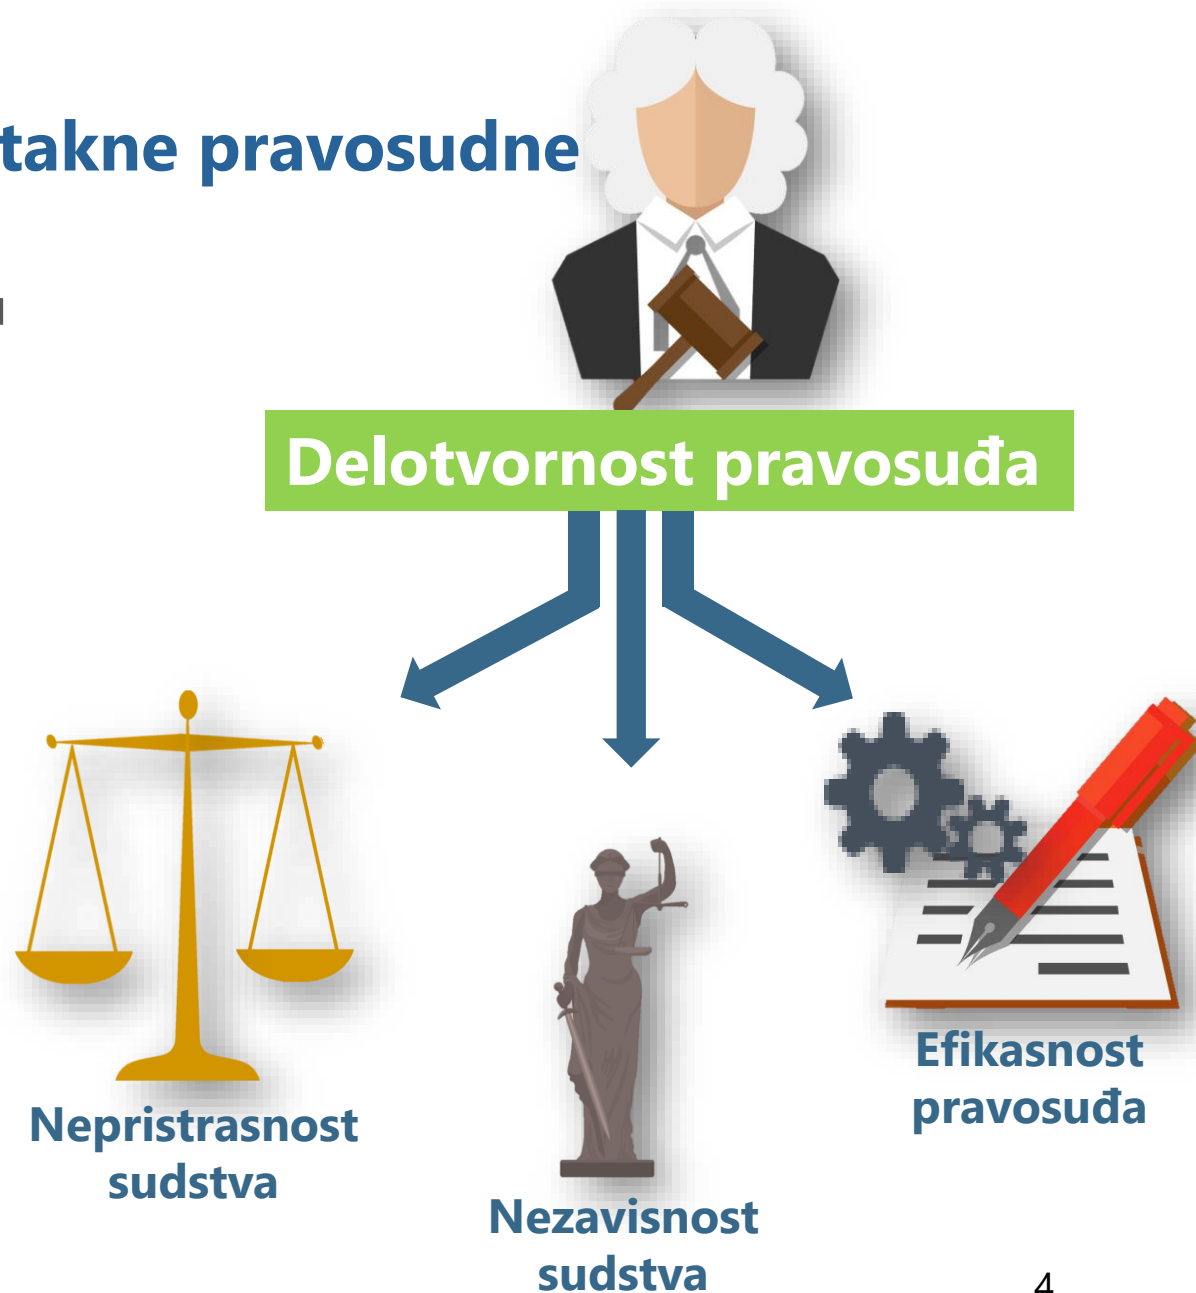 takne pravosudne
Delotvornost pravosuđa
Efikasnost
pravosuđa
Nepristrasnost
sudstva
Nezavisnost
sudstva
4